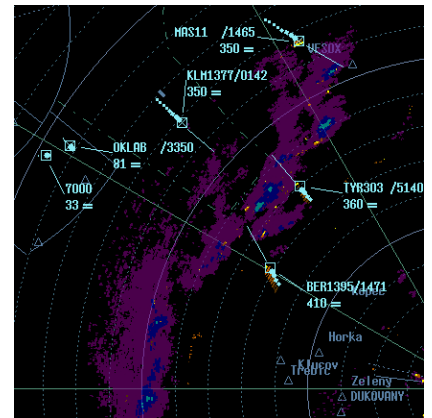 MAS11  /1465
350 =
VESOX
KLM1377/0142
350 =
OKLAB  /3350
81 =
7000
33 =
TYR303 /5140
360 =
BER1395/1471
410 =
Horka
Trebic
Zeleny
DUKOVANY